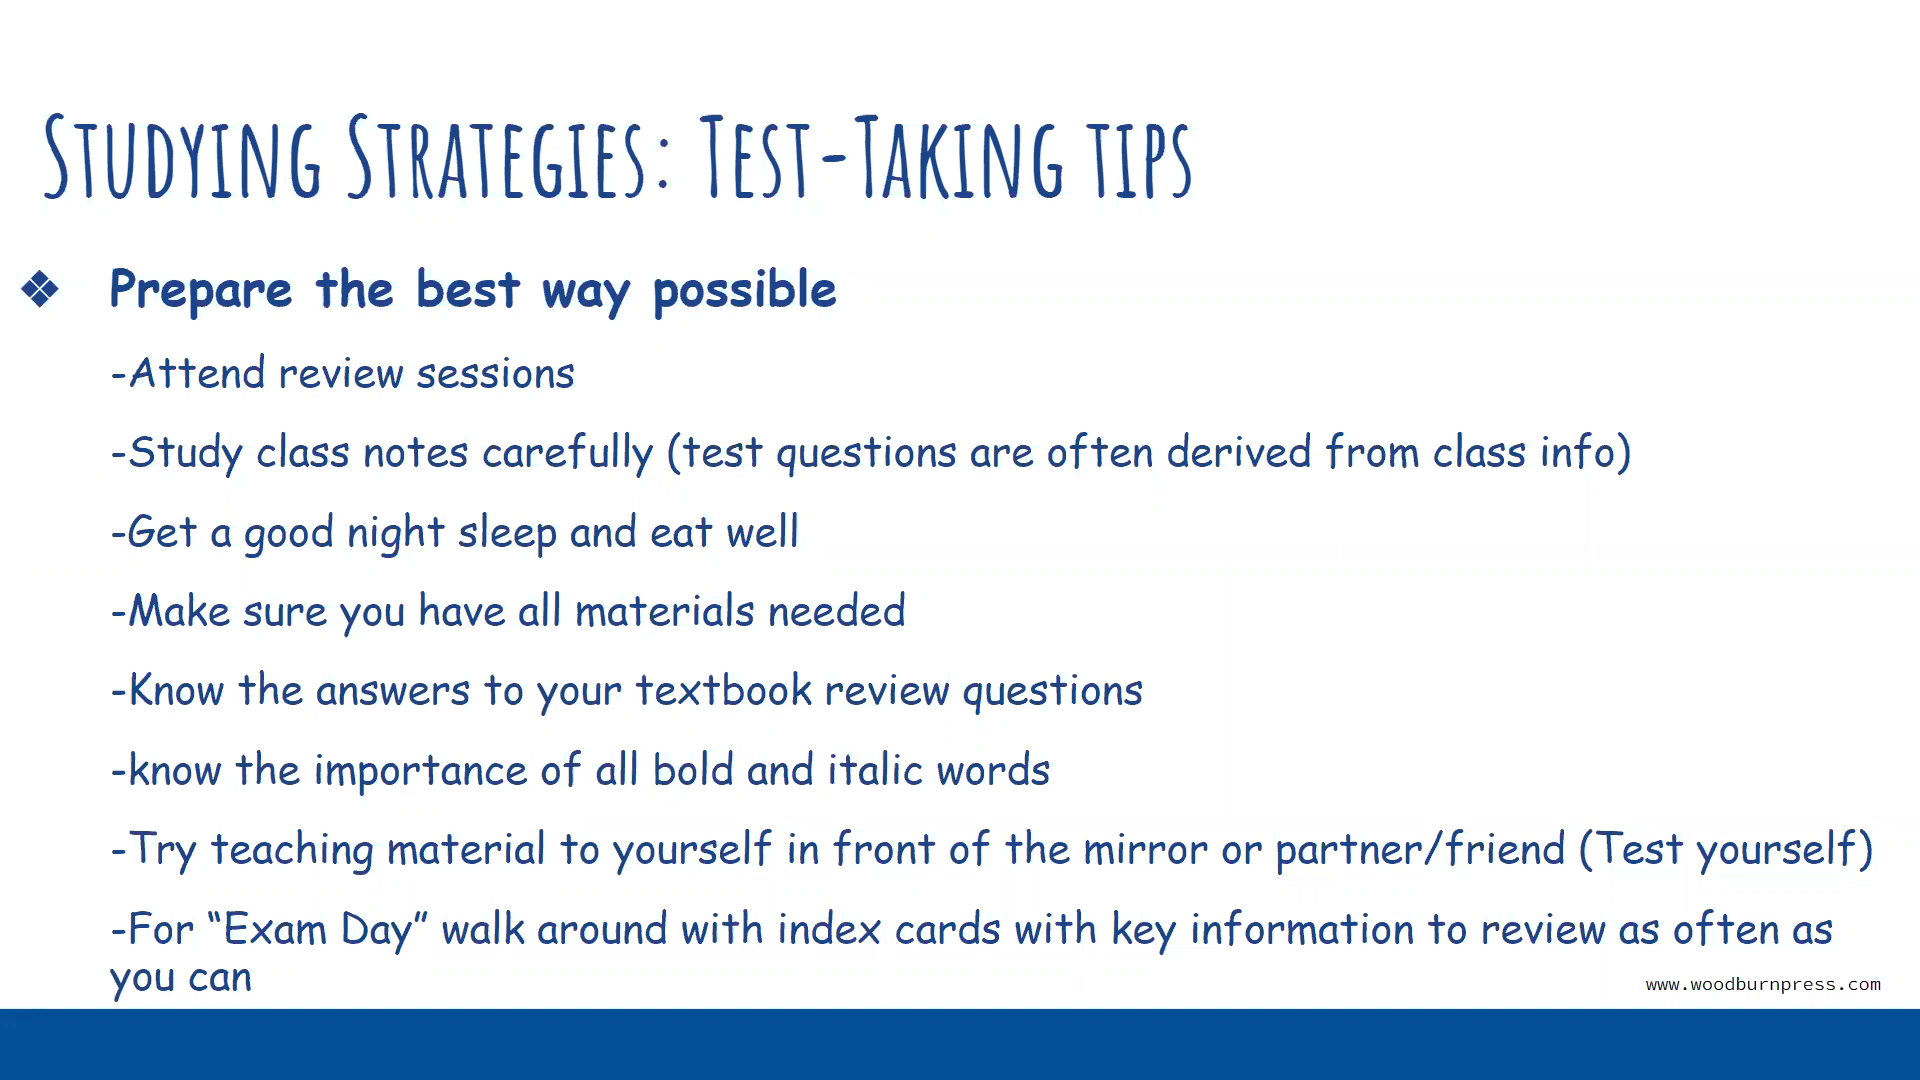 Studying Strategies: Test-Taking tips
❖ Prepare the best way possible
-Attend review sessions
-Study class notes carefully (test questions are often derived from class info)
-Get a good night sleep and eat well
-Make sure you have all materials needed
-Know the answers to your textbook review questions
-know the importance of all bold and italic words
-Try teaching material to yourself in front of the mirror or partner/friend (Test yourself)
-For “Exam Day” walk around with index cards with key information to review as often as
you can
www.woodburnpress.com